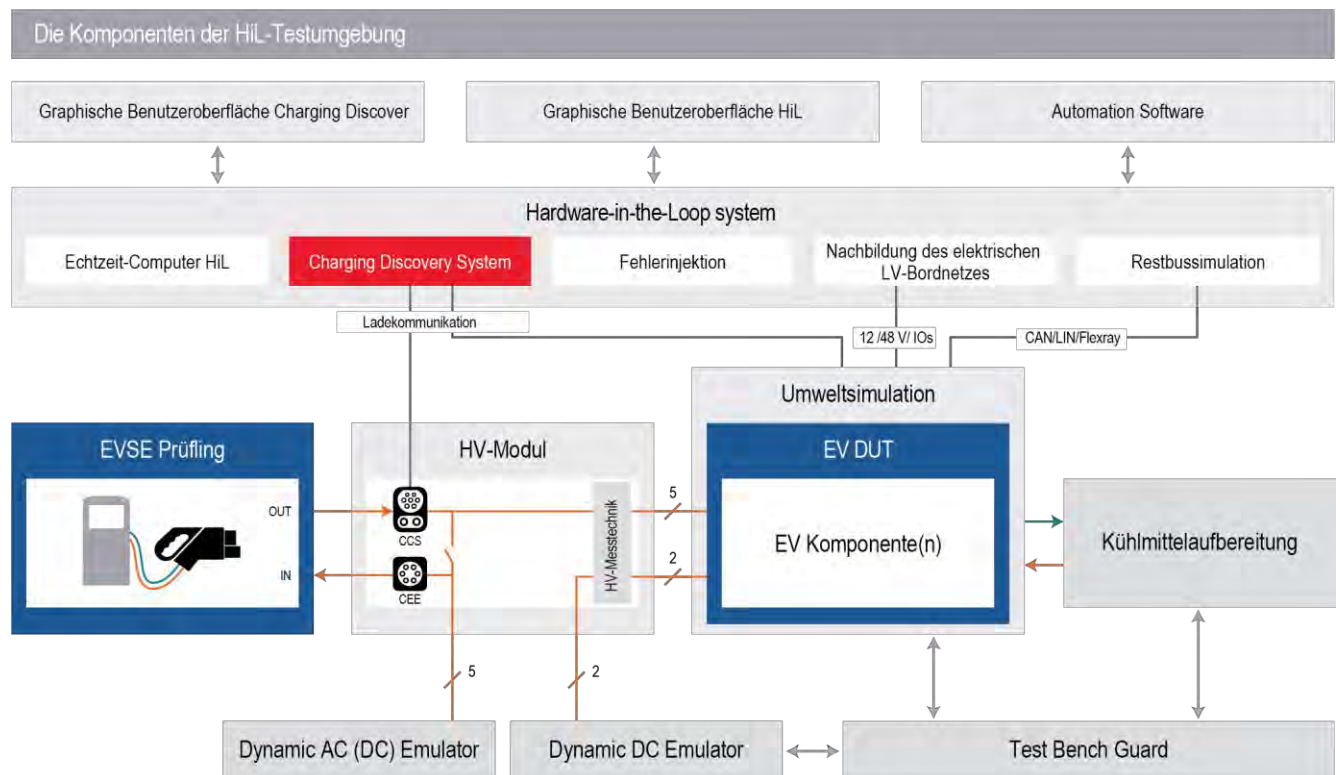 Die Komponenten der HiL-Testumgebung
Graphische Benutzeroberfläche Charging Discover
Graphische Benutzeroberfläche HiL
Automation Software
Hardware-in-the-Loop system
Echtzeit-Computer HiL
Charging Discovery System
Fehlerinjektion
Nachbildung des elektrischen
LV-Bordnetzes
Restbussimulation
Ladekommunikation
12 /48 V/ IOs
CAN/LIN/Flexray
EVSE Prüfling
OUT
IN
HV-Modul
CCS
CEE
HV-Messtechnik
5
2
Umweltsimulation
EV DUT
EV Komponente(n)
Kühlmittelaufbereitung
5
2
Dynamic AC (DC) Emulator
Dynamic DC Emulator
Test Bench Guard